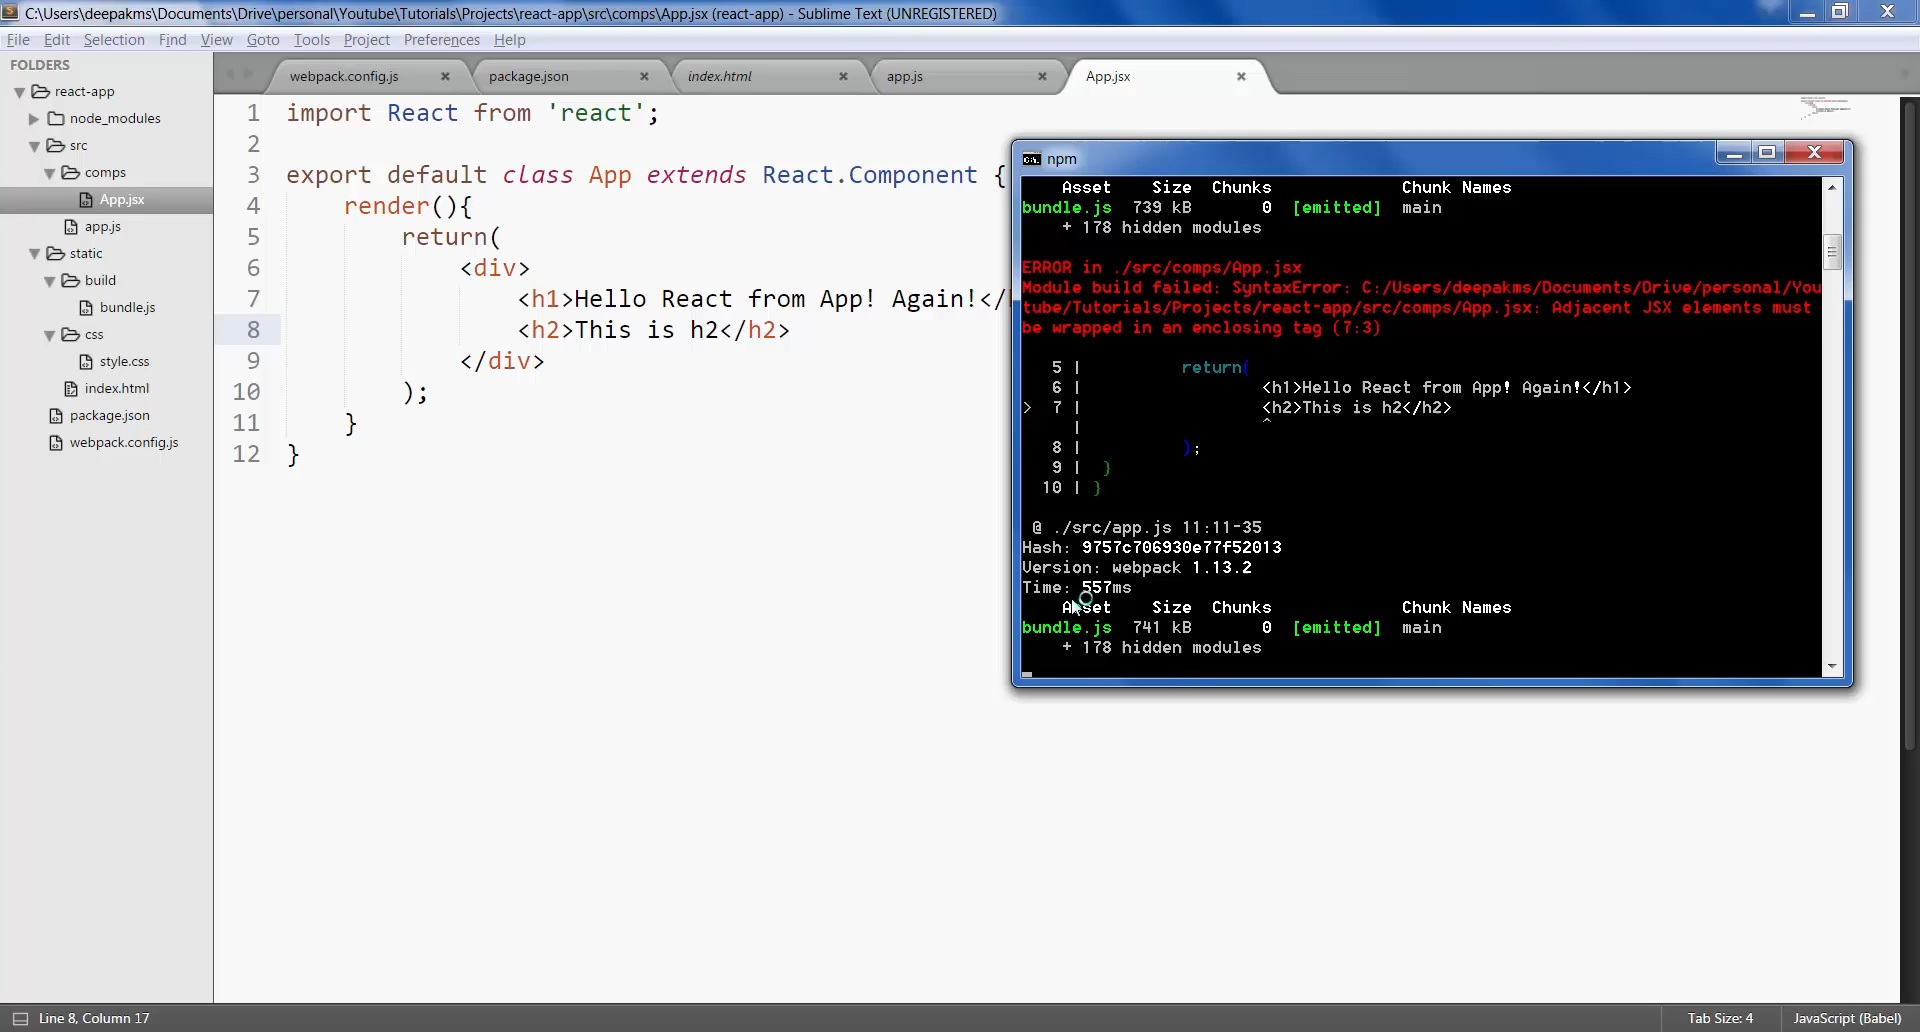 C:\Users\deepakms\Documents\Drive\personal\Youtube\Tutorials\Projects\react-app\src\comps\App.jsx (react-app) - Sublime Text (UNREGISTERED)
File Edit Selection Find View Goto Tools Project Preferences Help
FOLDERS
react-app
node_modules
src
comps
App.jsx
app.js
static
build
bundle.js
css
style.css
index.html
package.json
webpack.config.js
webpack.config.js package.json index.html app.js App.jsx
1 import React from 'react';
2
3 export default class App extends React.Component {
4 render(){
5 return(
6 <div>
7 <h1>Hello React from App! Again!</
8 <h2>This is h2</h2>
9 </div>
10 );
11 }
12 }
npm
Asset Size Chunks Chunk Names
bundle.js 739 kB 0 [emitted] main
+ 178 hidden modules
ERROR in ./src/comps/App.jsx
Module build failed: SyntaxError: C:/Users/deepakms/Documents/Drive/personal/You
tube/Tutorials/Projects/react-app/src/comps/App.jsx: Adjacent JSX elements must
be wrapped in an enclosing tag (7:3)
5 | return(
6 | <h1>Hello React from App! Again!</h1>
> 7 | <h2>This is h2</h2>
| ^
8 | );
9 | }
10 | }
@ ./src/app.js 11:11-35
Hash: 9757c706930e77f52013
Version: webpack 1.13.2
Time: 557ms
Asset Size Chunks Chunk Names
bundle.js 741 kB 0 [emitted] main
+ 178 hidden modules
Line 8, Column 17
Tab Size: 4
JavaScript (Babel)